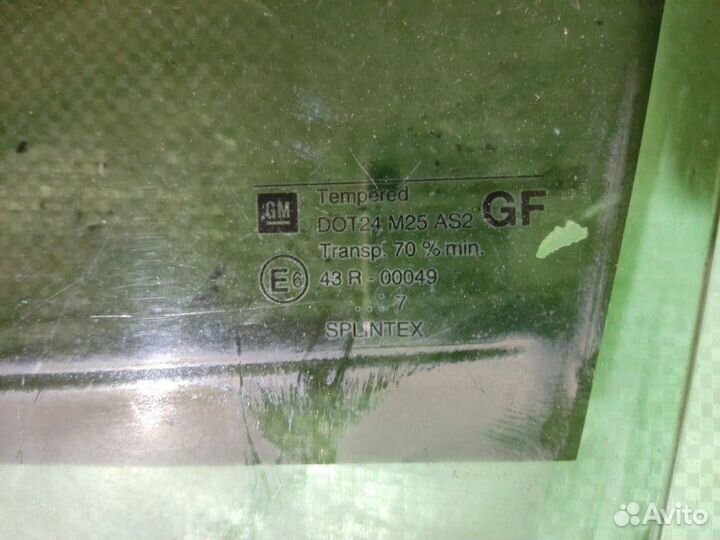 GM Tempered
DOT24 M25 AS2 GF
Transp. 70 % min.
E6 43 R - 00049
. . : 7
SPLINTEX
Avito